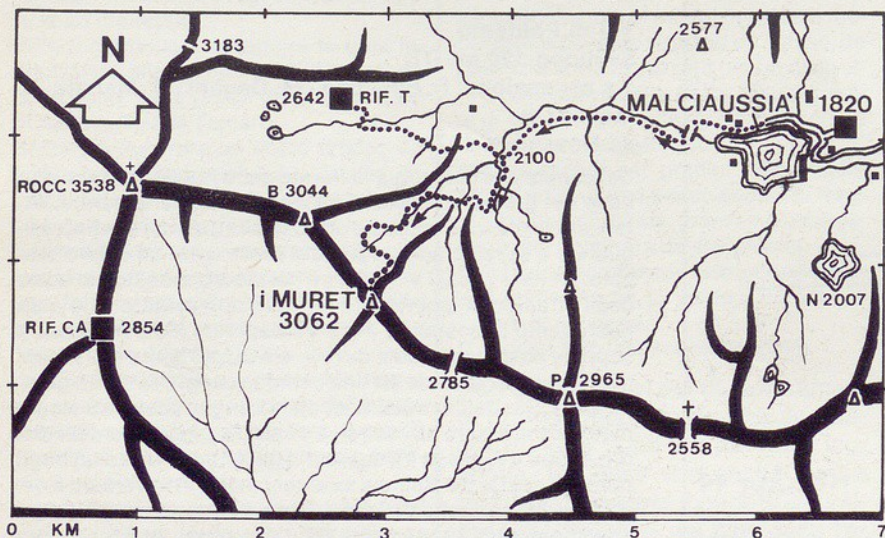 3183
N
2577
2642 RIF. T
MALCIAUSSIA 1820
2100
ROCC 3538
B 3044
N 2007
i MURET
3062
RIF. CA 2854
2785
P 2965
2558
0 KM 1 2 3 4 5 6 7